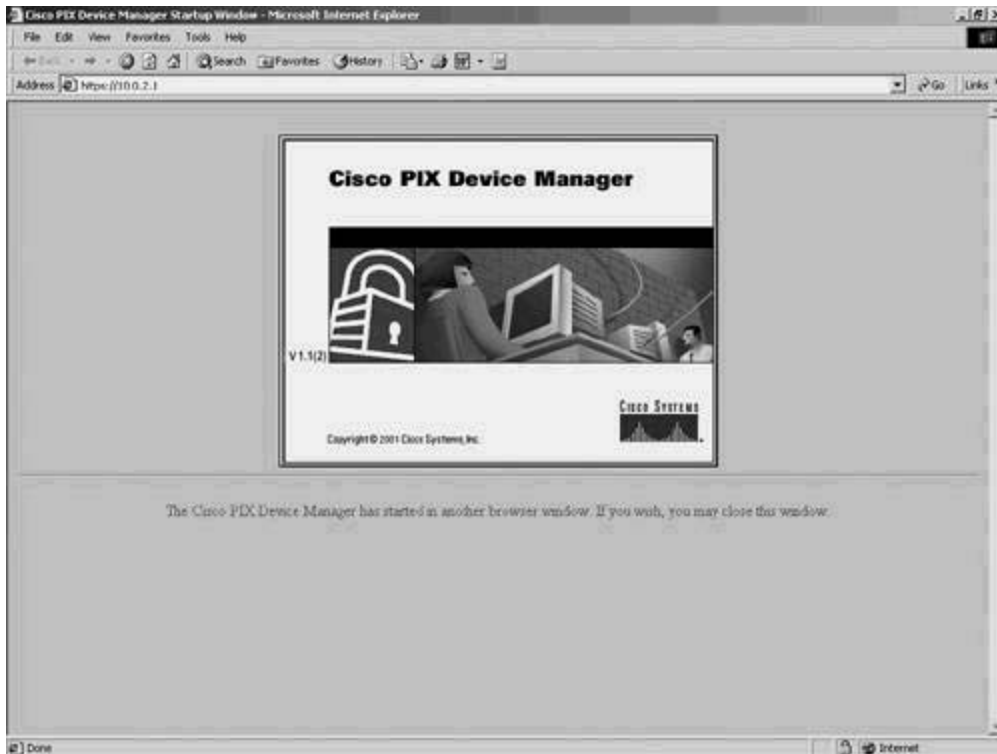 Cisco PIX Device Manager Startup Window - Microsoft Internet Explorer
File Edit View Favorites Tools Help
Back Search Favorites History
Address https://10.0.2.1 Go Links
Cisco PIX Device Manager
V 1.1(2)
CISCO SYSTEMS
Copyright © 2001 Cisco Systems, Inc.
The Cisco PIX Device Manager has started in another browser window. If you wish, you may close this window.
Done Internet